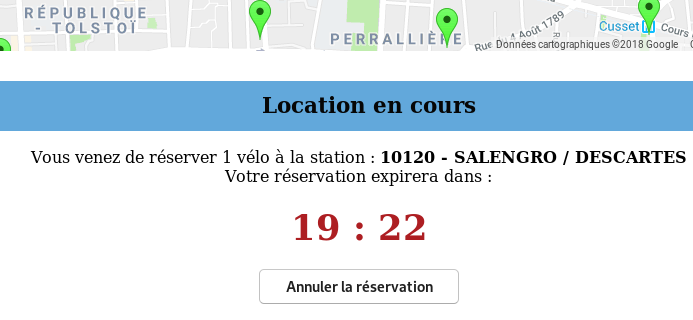 RÉPUBLIQUE
- TOLSTOÏ
PERRALLIÈRE
Rue 4 Août 1789
Cusset
Cours
Données cartographiques ©2018 Google
Location en cours
Vous venez de réserver 1 vélo à la station : 10120 - SALENGRO / DESCARTES
Votre réservation expirera dans :
19 : 22
Annuler la réservation